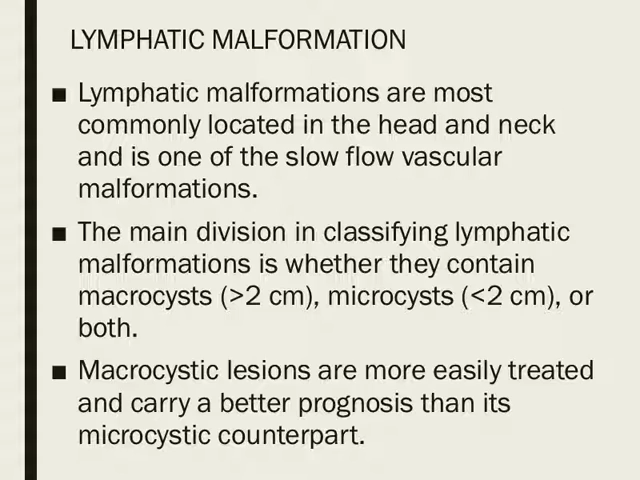 LYMPHATIC MALFORMATION
■ Lymphatic malformations are most
commonly located in the head and neck
and is one of the slow flow vascular
malformations.
■ The main division in classifying lymphatic
malformations is whether they contain
macrocysts (>2 cm), microcysts (<2 cm), or
both.
■ Macrocystic lesions are more easily treated
and carry a better prognosis than its
microcystic counterpart.